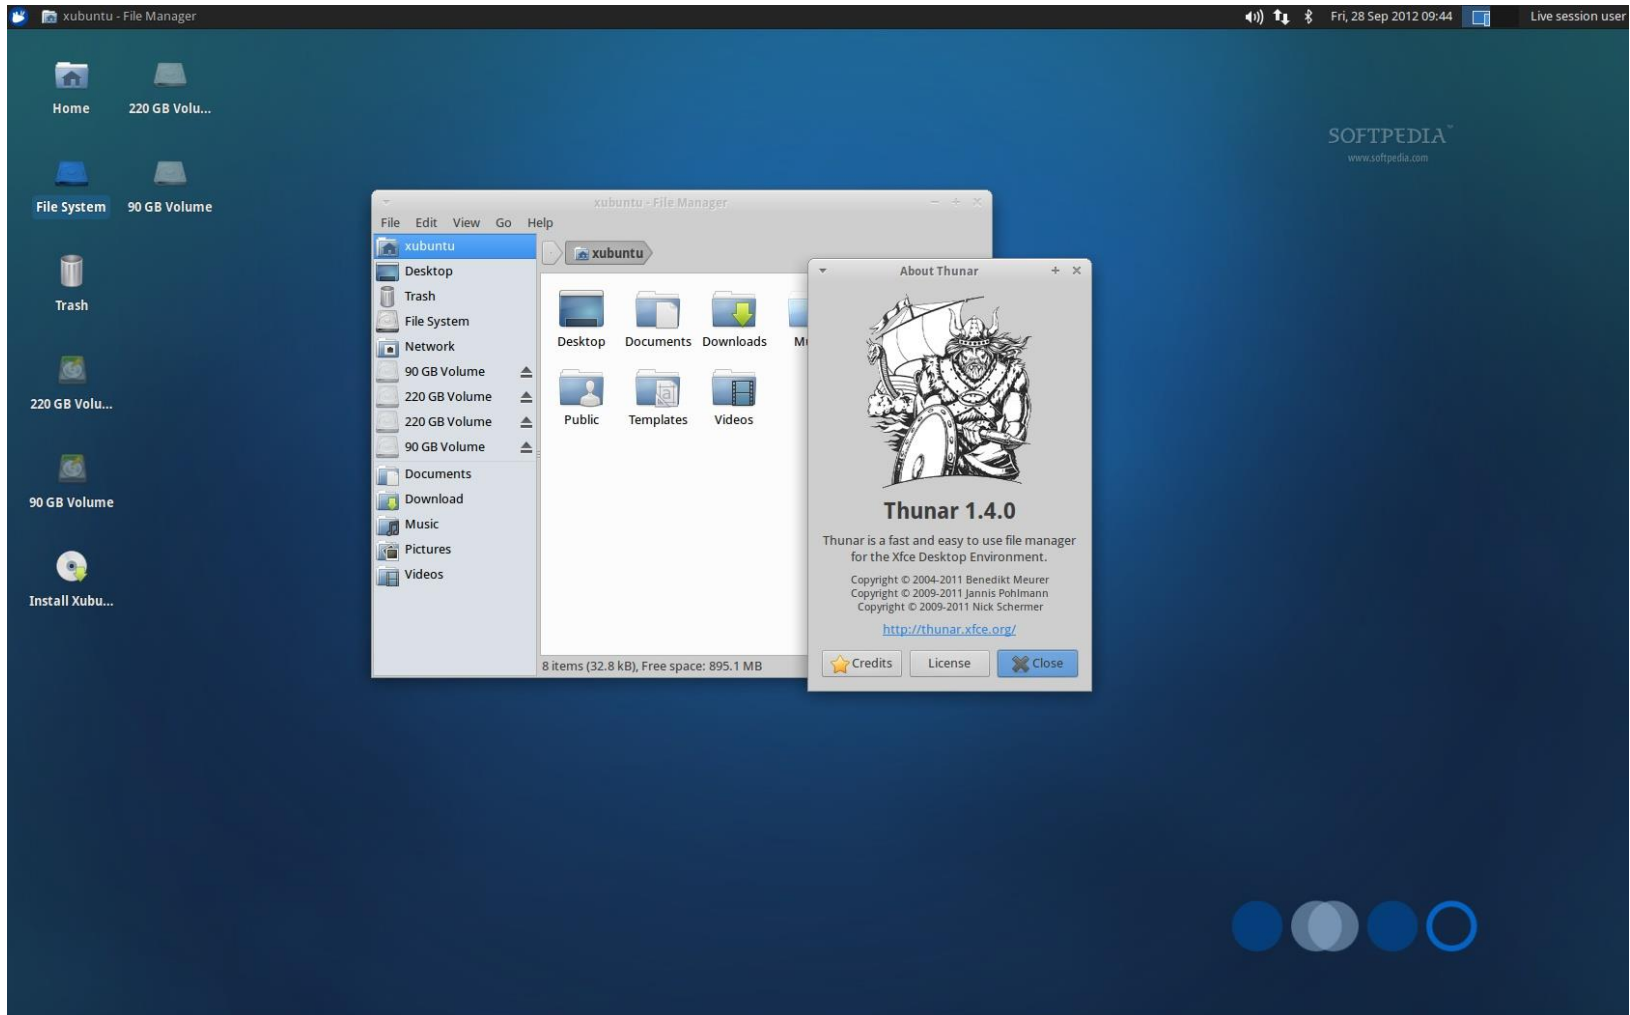 xubuntu - File Manager
Fri, 28 Sep 2012 09:44
Live session user
Home
220 GB Volu...
File System
90 GB Volume
Trash
220 GB Volu...
90 GB Volume
Install Xubu...
SOFTPEDIA™
www.softpedia.com
xubuntu - File Manager
File Edit View Go Help
xubuntu
Desktop
Trash
File System
Network
90 GB Volume
220 GB Volume
220 GB Volume
90 GB Volume
Documents
Download
Music
Pictures
Videos
xubuntu
Desktop Documents Downloads
Public Templates Videos
8 items (32.8 kB), Free space: 895.1 MB
About Thunar
Thunar 1.4.0
Thunar is a fast and easy to use file manager
for the Xfce Desktop Environment.
Copyright © 2004-2011 Benedikt Meurer
Copyright © 2009-2011 Jannis Pohlmann
Copyright © 2009-2011 Nick Schermer
http://thunar.xfce.org/
Credits License Close